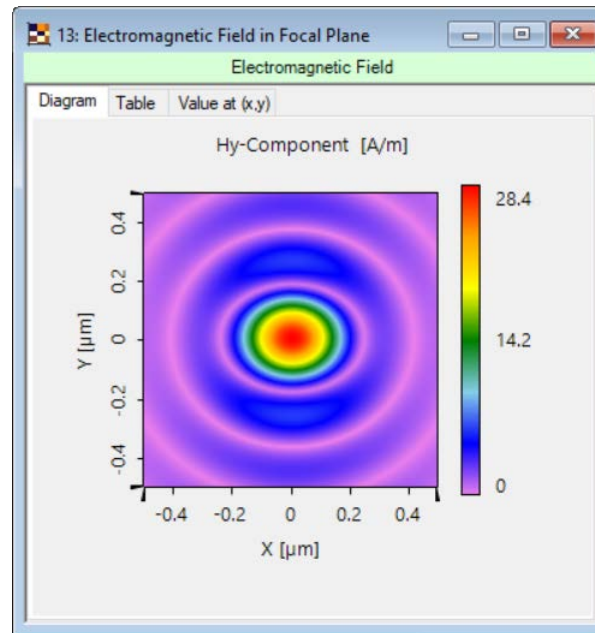 13: Electromagnetic Field in Focal Plane
Electromagnetic Field
Diagram Table Value at (x,y)
Hy-Component [A/m]
28.4
14.2
0
0.4
0.2
0
-0.2
-0.4
Y [µm]
-0.4 -0.2 0 0.2 0.4
X [µm]